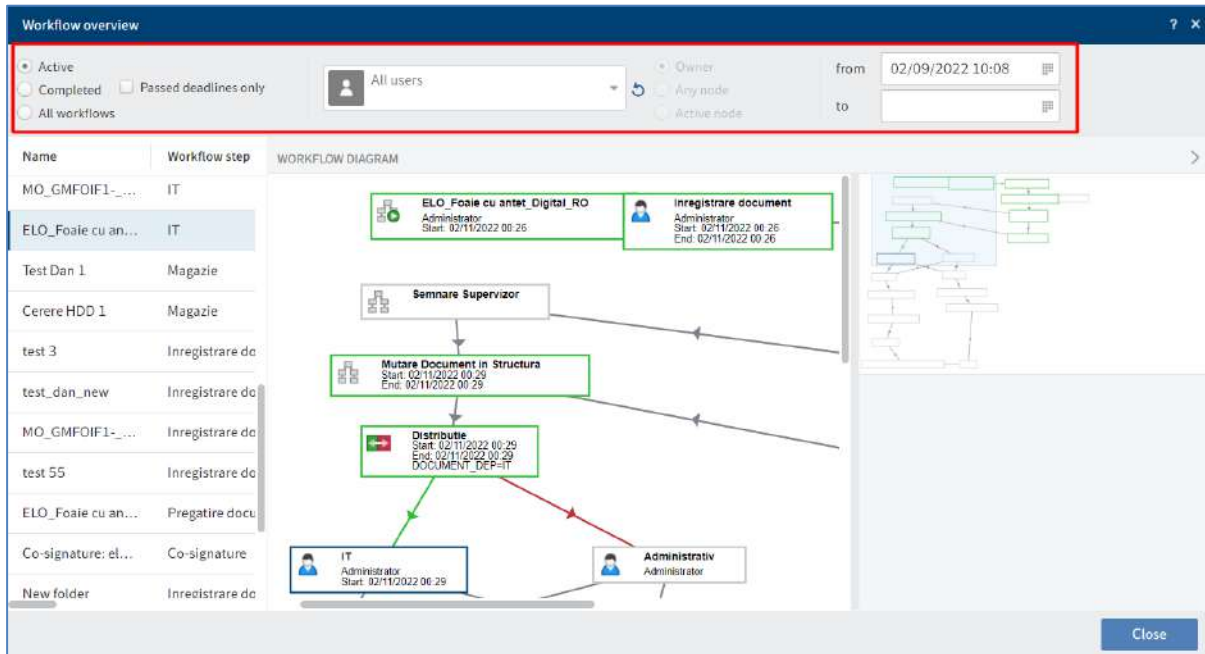 Workflow overview
? ×
Active
Completed
Passed deadlines only
All workflows
All users
Owner
Any node
Active node
from 02/09/2022 10:08
to
Name Workflow step
MO_GMFOIF1-_... IT
ELO_Foaie cu an... IT
Test Dan 1 Magazie
Cerere HDD 1 Magazie
test 3 Inregistrare do
test_dan_new Inregistrare do
MO_GMFOIF1-_... Inregistrare do
test 55 Inregistrare do
ELO_Foaie cu an... Pregatire docu
Co-signature: el... Co-signature
New folder Inregistrare do
WORKFLOW DIAGRAM
ELO_Foaie cu antet_Digital_RO
Administrator
Start: 02/11/2022 00:26
Inregistrare document
Administrator
Start: 02/11/2022 00:26
End: 02/11/2022 00:26
Semnare Supervizor
Mutare Document in Structura
Start: 02/11/2022 00:29
End: 02/11/2022 00:29
Distributie
Start: 02/11/2022 00:29
End: 02/11/2022 00:29
DOCUMENT_DEP=IT
IT
Administrator
Start: 02/11/2022 00:29
Administrativ
Administrator
Close